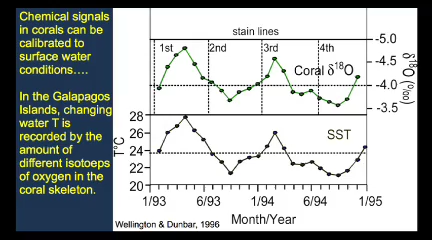 Chemical signals
in corals can be
calibrated to
surface water
conditions....
In the Galapagos
Islands, changing
water T is
recorded by the
amount of
different isotoeps
of oxygen in the
coral skeleton.
stain lines
1st 2nd 3rd 4th
-5.0
-4.5
-4.0
-3.5
Coral δ¹⁸O
δ¹⁸O (‰)
28
26
24
22
20
T°C
SST
1/93 6/93 1/94 6/94 1/95
Month/Year
Wellington & Dunbar, 1996